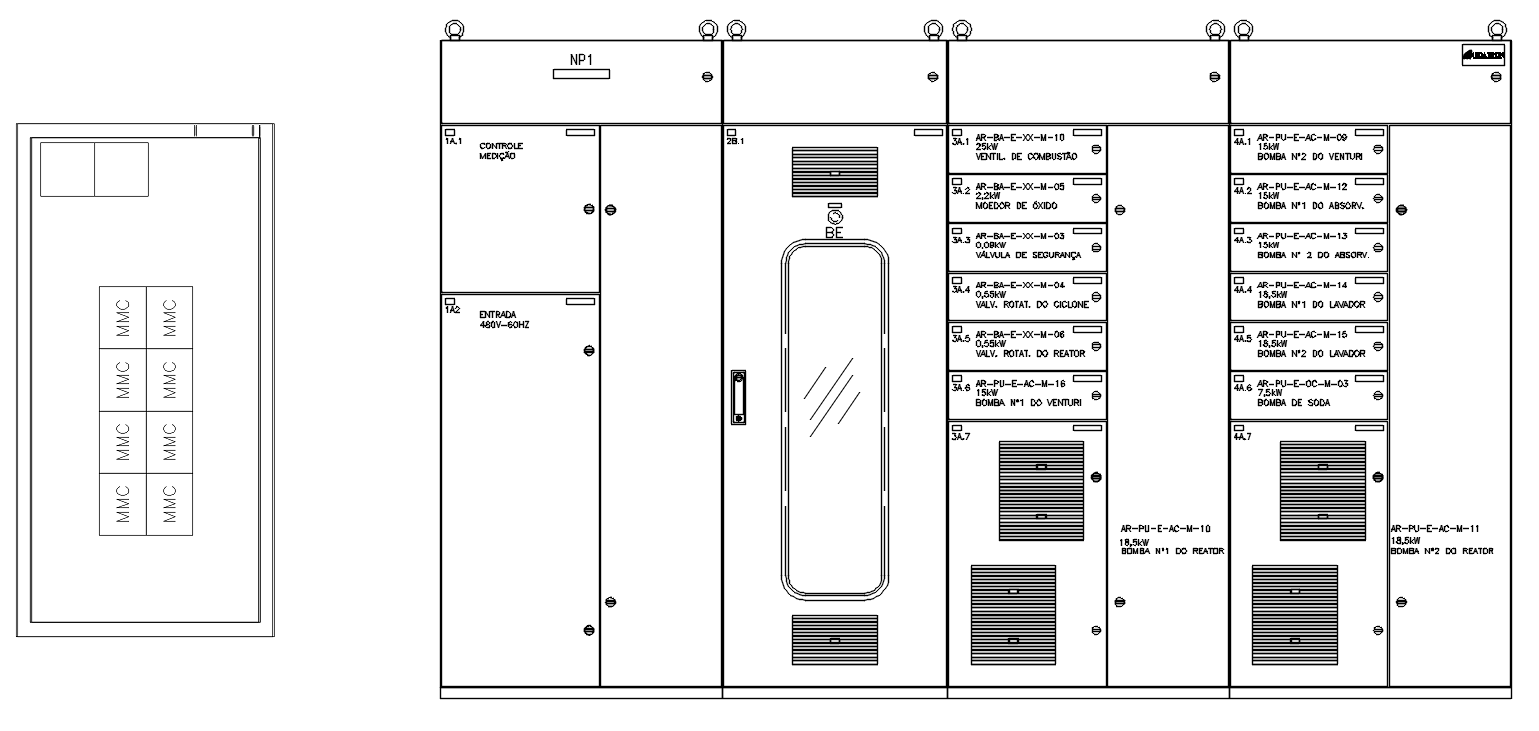 MMC MMC
MMC MMC
MMC MMC
MMC MMC
NP1
1A.1
CONTROLE
MEDIÇÃO
1A2
ENTRADA
480V-60HZ
2B.1
BE
3A.1 AR-BA-E-XX-M-10
25kW
VENTIL. DE COMBUSTÃO
3A.2 AR-BA-E-XX-M-05
2,2kW
MOEDOR DE ÓXIDO
3A.3 AR-BA-E-XX-M-03
0,09kW
VÁLVULA DE SEGURANÇA
3A.4 AR-BA-E-XX-M-04
0,55kW
VALV. ROTAT. DO CICLONE
3A.5 AR-BA-E-XX-M-06
0,55kW
VALV. ROTAT. DO REATOR
3A.6 AR-PU-E-AC-M-16
15kW
BOMBA N°1 DO VENTURI
3A.7
AR-PU-E-AC-M-10
18,5kW
BOMBA N°1 DO REATOR
4A.1 AR-PU-E-AC-M-09
15kW
BOMBA N°2 DO VENTURI
4A.2 AR-PU-E-AC-M-12
15kW
BOMBA N°1 DO ABSORV.
4A.3 AR-PU-E-AC-M-13
15kW
BOMBA N° 2 DO ABSORV.
4A.4 AR-PU-E-AC-M-14
18,5kW
BOMBA N°1 DO LAVADOR
4A.5 AR-PU-E-AC-M-15
18,5kW
BOMBA N°2 DO LAVADOR
4A.6 AR-PU-E-OC-M-03
7,5kW
BOMBA DE SODA
4A.7
AR-PU-E-AC-M-11
18,5kW
BOMBA N°2 DO REATOR